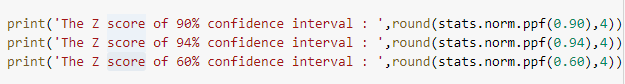 print('The Z score of 90% confidence interval : ',round(stats.norm.ppf(0.90),4))
print('The Z score of 94% confidence interval : ',round(stats.norm.ppf(0.94),4))
print('The Z score of 60% confidence interval : ',round(stats.norm.ppf(0.60),4))